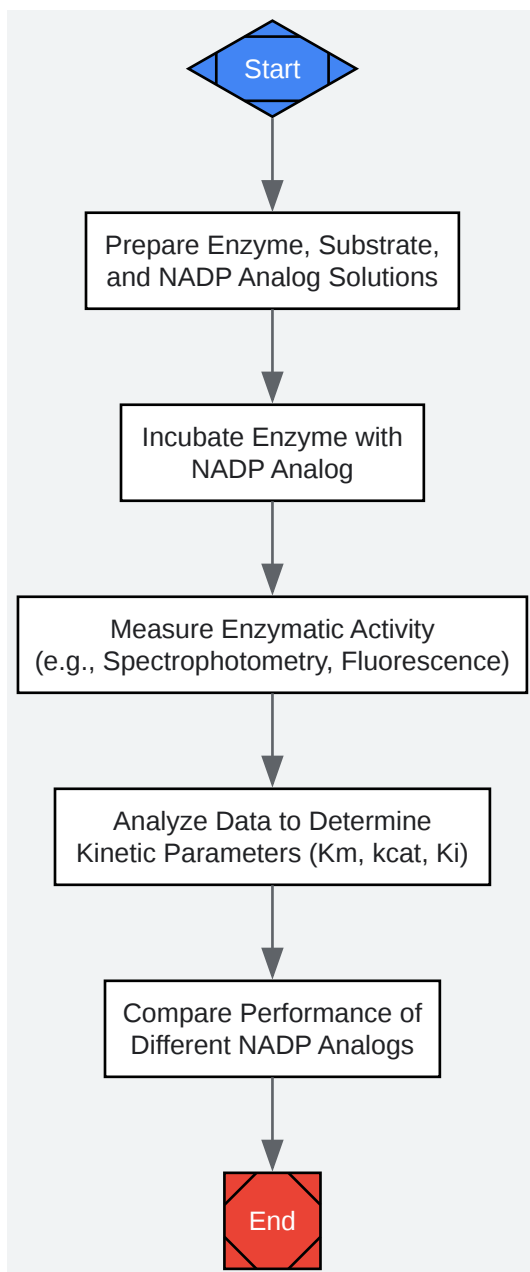 Start
Prepare Enzyme, Substrate,
and NADP Analog Solutions
Incubate Enzyme with
NADP Analog
Measure Enzymatic Activity
(e.g., Spectrophotometry, Fluorescence)
Analyze Data to Determine
Kinetic Parameters (Km, kcat, Ki)
Compare Performance of
Different NADP Analogs
End